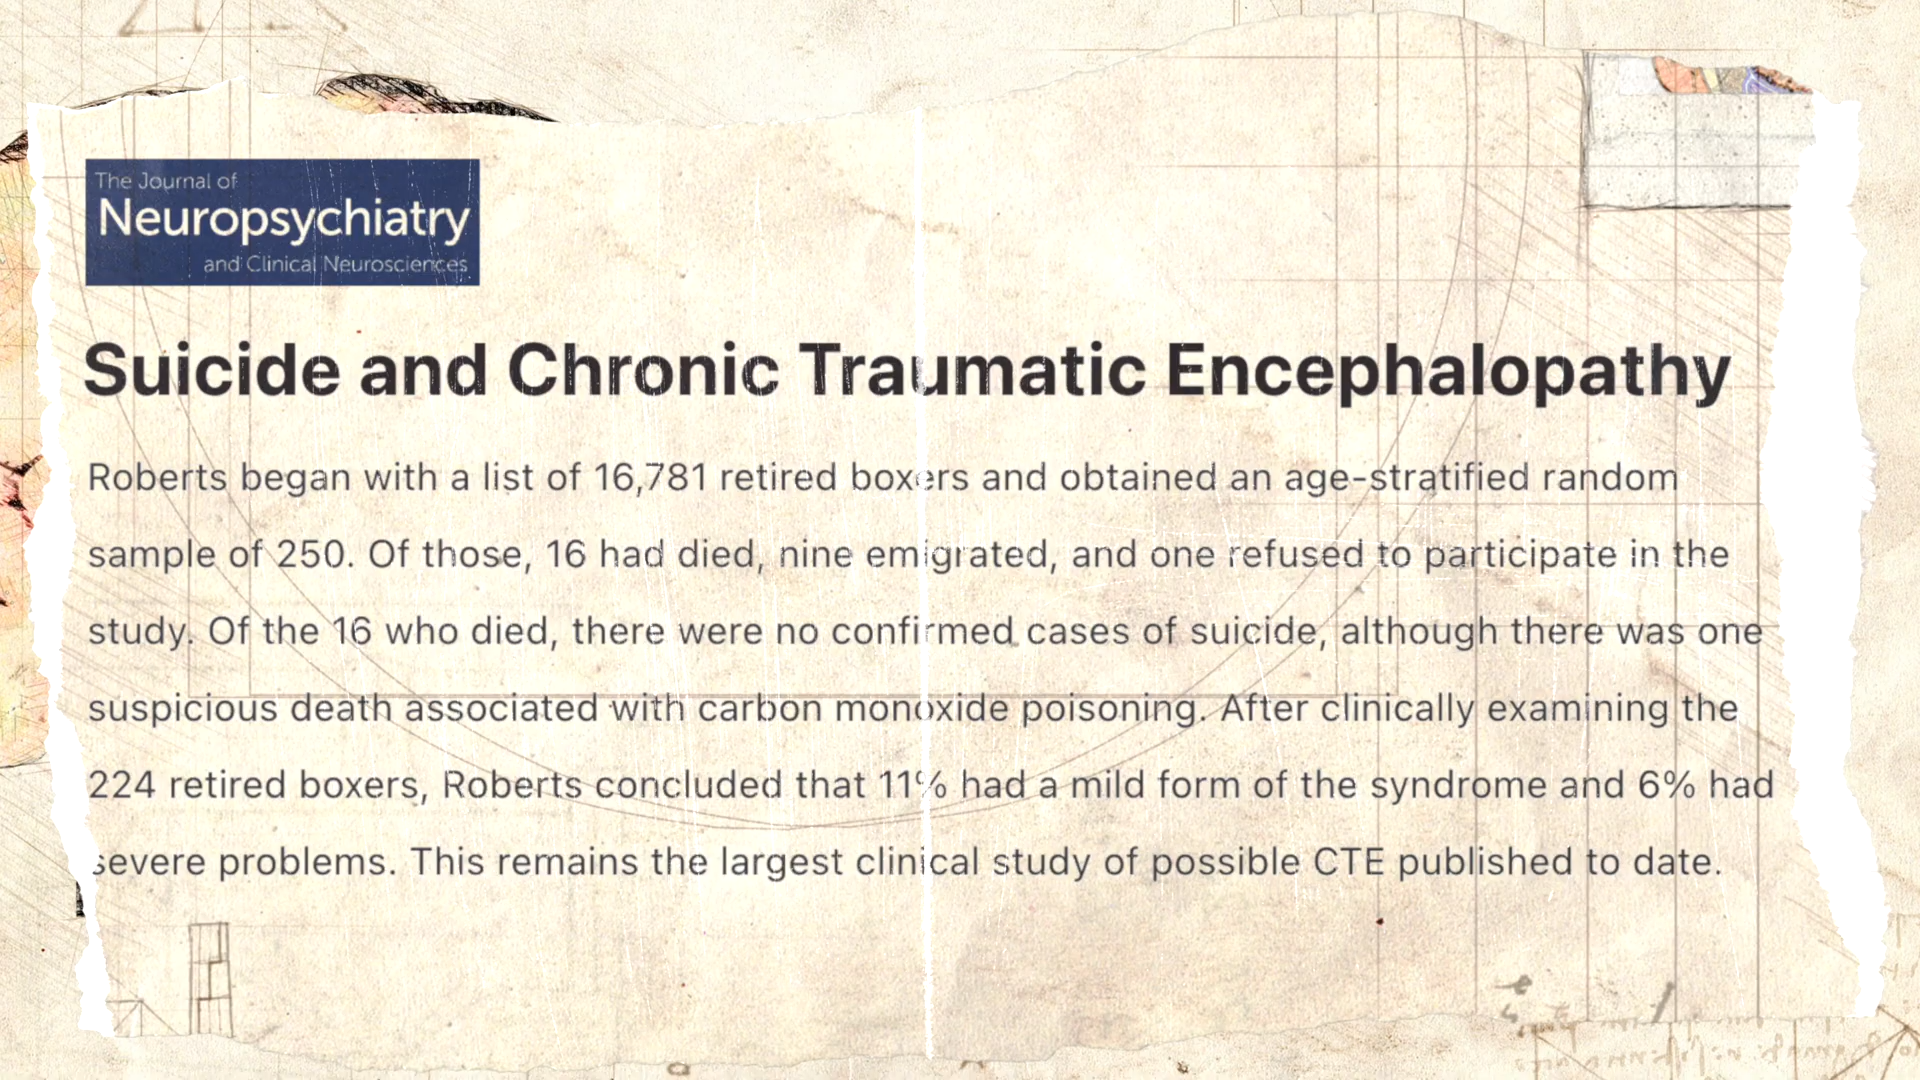 The Journal of
Neuropsychiatry
and Clinical Neurosciences
Suicide and Chronic Traumatic Encephalopathy
Roberts began with a list of 16,781 retired boxers and obtained an age-stratified random
sample of 250. Of those, 16 had died, nine emigrated, and one refused to participate in the
study. Of the 16 who died, there were no confirmed cases of suicide, although there was one
suspicious death associated with carbon monoxide poisoning. After clinically examining the
224 retired boxers, Roberts concluded that 11% had a mild form of the syndrome and 6% had
severe problems. This remains the largest clinical study of possible CTE published to date.